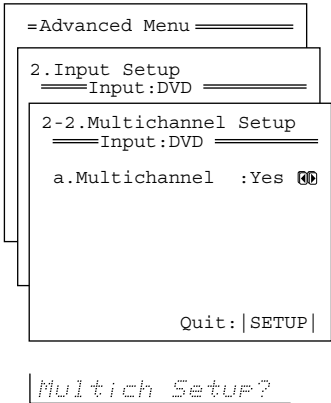 =Advanced Menu
2.Input Setup
Input:DVD
2-2.Multichannel Setup
Input:DVD
a.Multichannel :Yes
Quit:|SETUP|
Multich Setup?